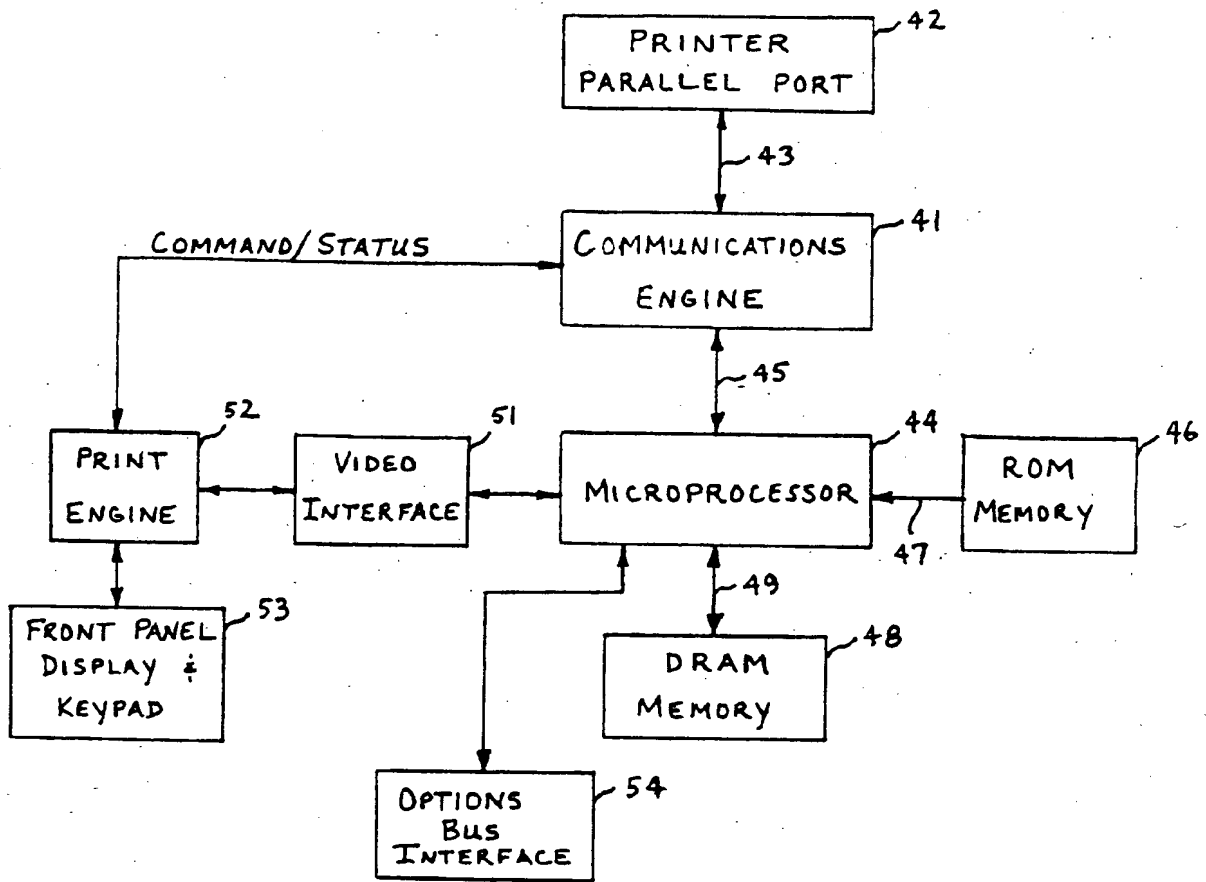 PRINTER
PARALLEL PORT
42
43
COMMUNICATIONS
ENGINE
41
COMMAND/STATUS
45
PRINT
ENGINE
52
VIDEO
INTERFACE
51
MICROPROCESSOR
44
ROM
MEMORY
46
47
49
FRONT PANEL
DISPLAY &
KEYPAD
53
DRAM
MEMORY
48
OPTIONS
BUS
INTERFACE
54